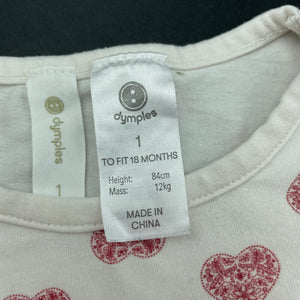 dymples
1
dymples
1
TO FIT 18 MONTHS
Height: 84cm
Mass: 12kg
MADE IN
CHINA